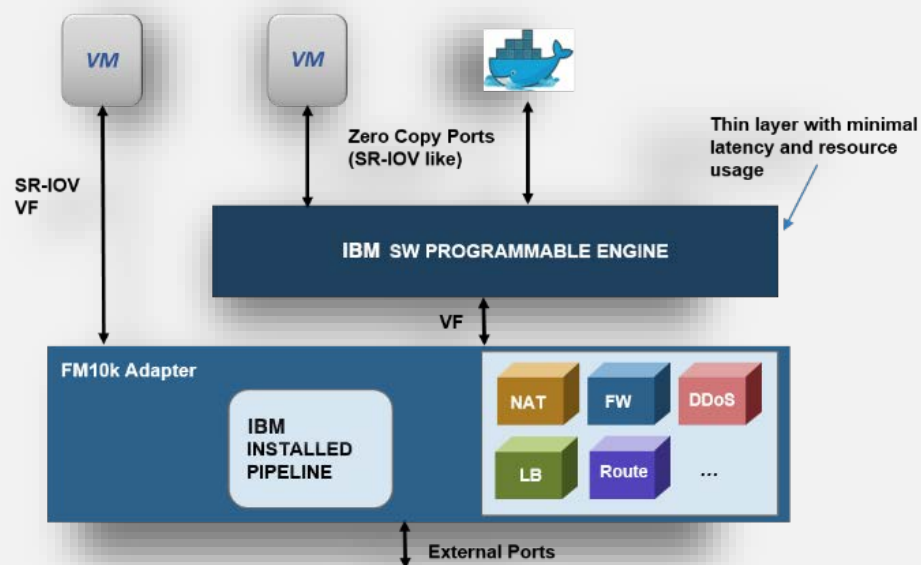 VM
VM
Zero Copy Ports
(SR-IOV like)
Thin layer with minimal
latency and resource
usage
SR-IOV
VF
IBM SW PROGRAMMABLE ENGINE
VF
FM10k Adapter
IBM
INSTALLED
PIPELINE
NAT
FW
DDoS
LB
Route
...
External Ports